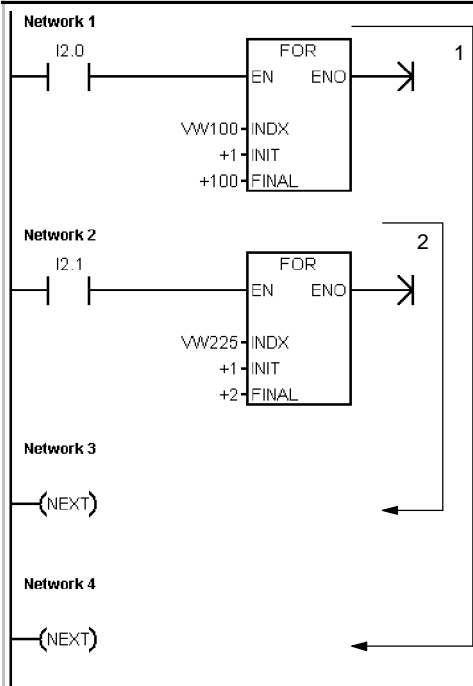 Network 1
1
I2.0
FOR
EN ENO
VW100 INDX
+1 INIT
+100 FINAL
Network 2
2
I2.1
FOR
EN ENO
VW225 INDX
+1 INIT
+2 FINAL
Network 3
(NEXT)
Network 4
(NEXT)